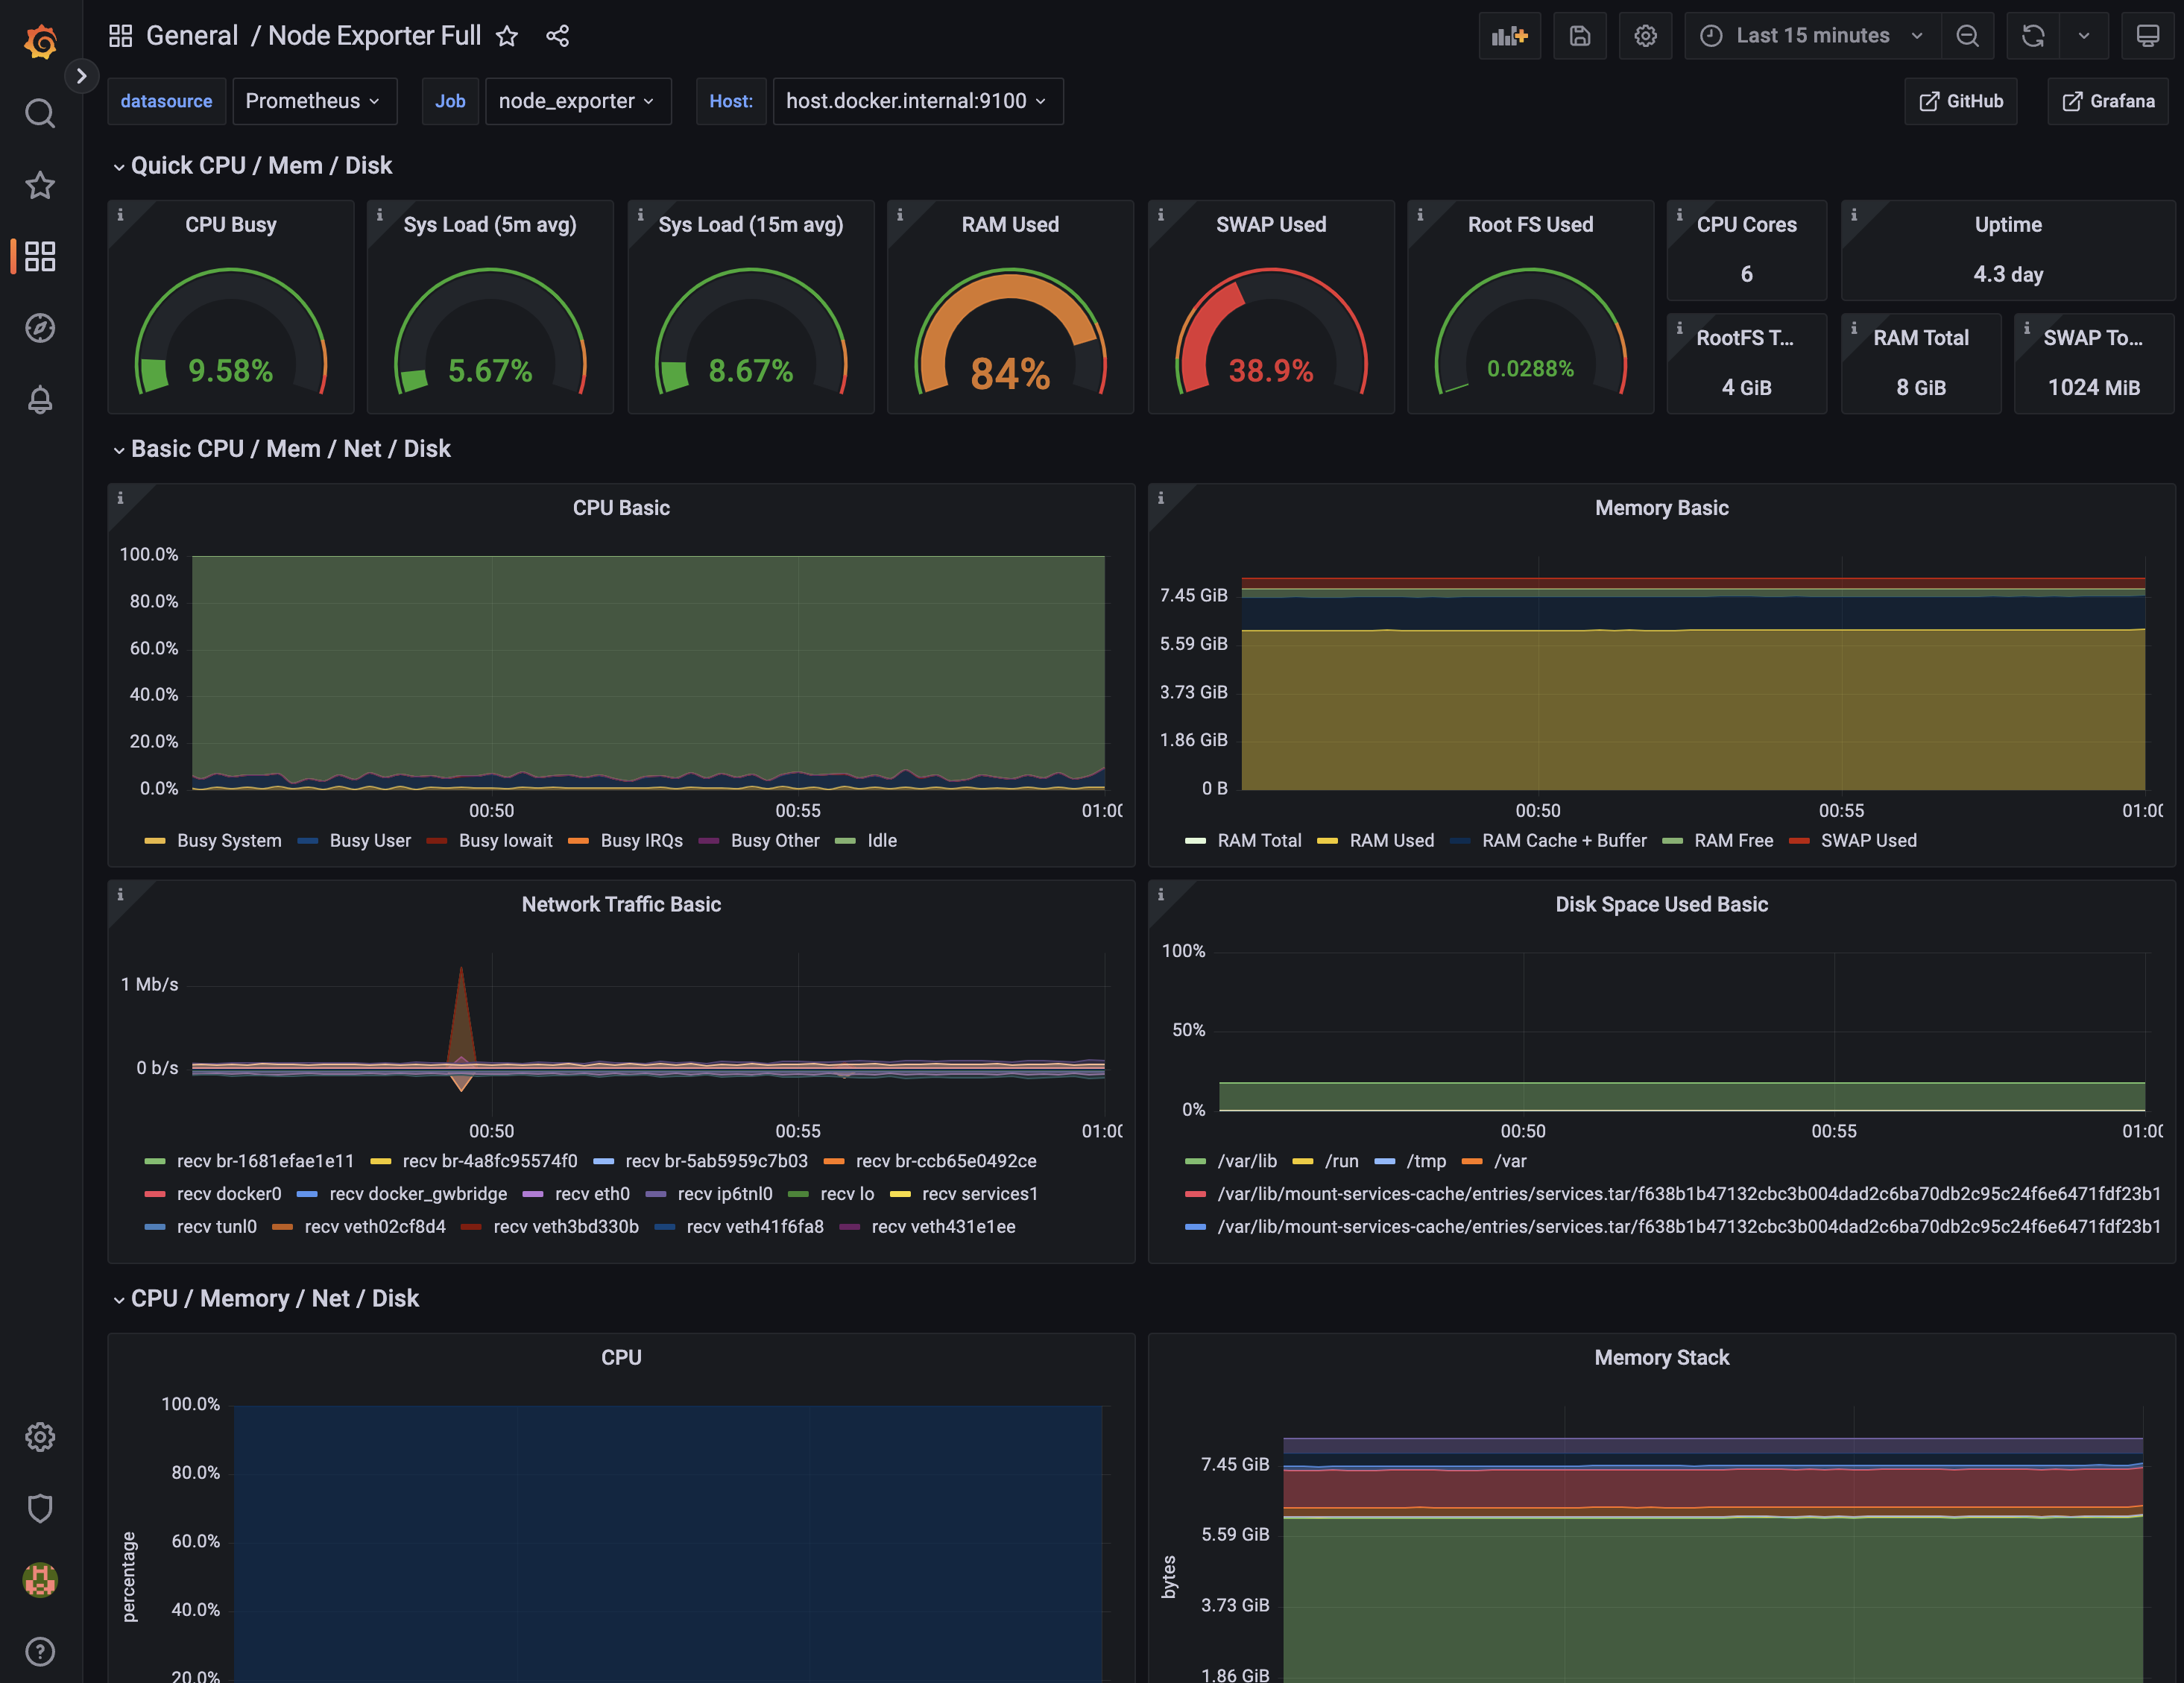 General / Node Exporter Full
Last 15 minutes
datasource Prometheus Job node_exporter Host: host.docker.internal:9100 GitHub Grafana
Quick CPU / Mem / Disk
CPU Busy
9.58%
Sys Load (5m avg)
5.67%
Sys Load (15m avg)
8.67%
RAM Used
84%
SWAP Used
38.9%
Root FS Used
0.0288%
CPU Cores
6
Uptime
4.3 day
RootFS T...
4 GiB
RAM Total
8 GiB
SWAP To...
1024 MiB
Basic CPU / Mem / Net / Disk
CPU Basic
100.0%
80.0%
60.0%
40.0%
20.0%
0.0%
00:50 00:55 01:00
Busy System Busy User Busy Iowait Busy IRQs Busy Other Idle
Memory Basic
7.45 GiB
5.59 GiB
3.73 GiB
1.86 GiB
0 B
00:50 00:55 01:00
RAM Total RAM Used RAM Cache + Buffer RAM Free SWAP Used
Network Traffic Basic
1 Mb/s
0 b/s
00:50 00:55 01:00
recv br-1681efae1e11 recv br-4a8fc95574f0 recv br-5ab5959c7b03 recv br-ccb65e0492ce
recv docker0 recv docker_gwbridge recv eth0 recv ip6tnl0 recv lo recv services1
recv tunl0 recv veth02cf8d4 recv veth3bd330b recv veth41f6fa8 recv veth431e1ee
Disk Space Used Basic
100%
50%
0%
00:50 00:55 01:00
/var/lib /run /tmp /var
/var/lib/mount-services-cache/entries/services.tar/f638b1b47132cbc3b004dad2c6ba70db2c95c24f6e6471fdf23b1
/var/lib/mount-services-cache/entries/services.tar/f638b1b47132cbc3b004dad2c6ba70db2c95c24f6e6471fdf23b1
CPU / Memory / Net / Disk
CPU
percentage
100.0%
80.0%
60.0%
40.0%
20.0%
Memory Stack
bytes
7.45 GiB
5.59 GiB
3.73 GiB
1.86 GiB